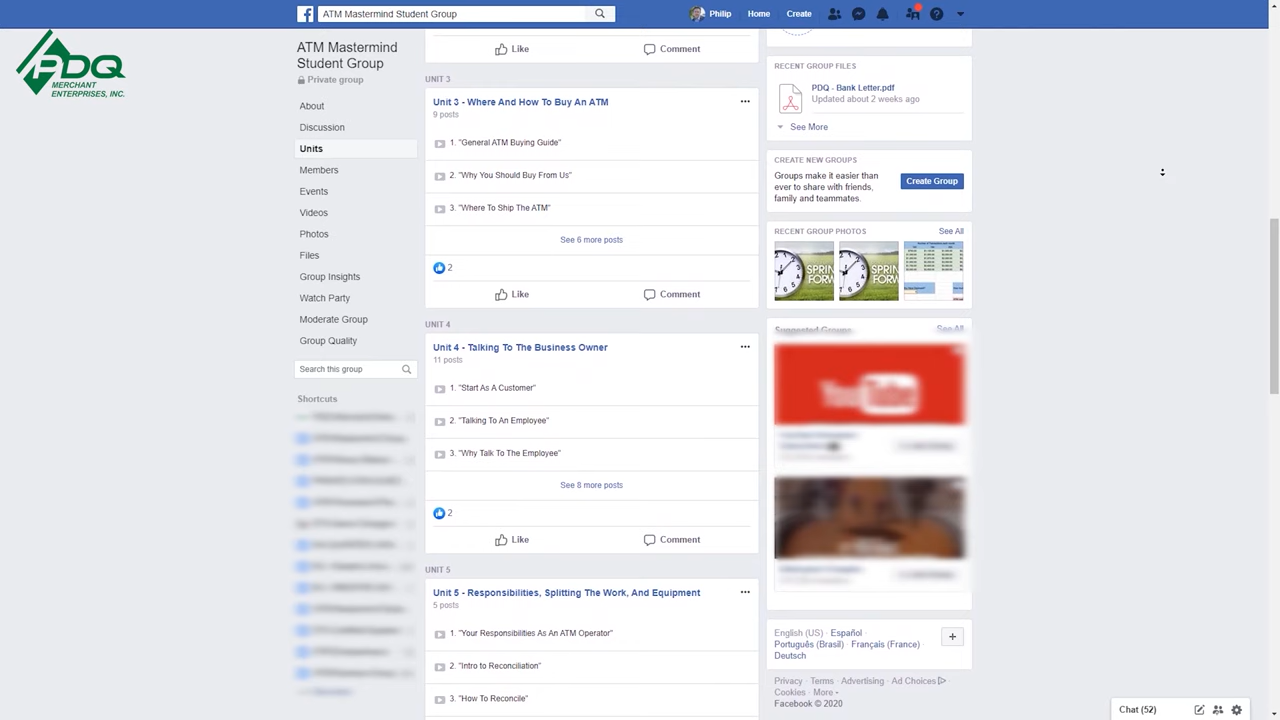 ATM Mastermind Student Group
Philip
Home
Create
PDQ
MERCHANT
ENTERPRISES, INC.
ATM Mastermind
Student Group
Private group
About
Discussion
Units
Members
Events
Videos
Photos
Files
Group Insights
Watch Party
Moderate Group
Group Quality
Search this group
Shortcuts
Like
Comment
UNIT 3
Unit 3 - Where And How To Buy An ATM
9 posts
1. "General ATM Buying Guide"
2. "Why You Should Buy From Us"
3. "Where To Ship The ATM"
See 6 more posts
2
Like
Comment
UNIT 4
Unit 4 - Talking To The Business Owner
11 posts
1. "Start As A Customer"
2. "Talking To An Employee"
3. "Why Talk To The Employee"
See 8 more posts
2
Like
Comment
UNIT 5
Unit 5 - Responsibilities, Splitting The Work, And Equipment
5 posts
1. "Your Responsibilities As An ATM Operator"
2. "Intro to Reconciliation"
3. "How To Reconcile"
RECENT GROUP FILES
PDQ - Bank Letter.pdf
Updated about 2 weeks ago
See More
CREATE NEW GROUPS
Groups make it easier than
ever to share with friends,
family and teammates.
Create Group
RECENT GROUP PHOTOS
See All
SPRING
FORW
SPRING
FORW
Suggested Groups
See All
English (US) · Español ·
Português (Brasil) · Français (France) ·
Deutsch
Privacy · Terms · Advertising · Ad Choices ·
Cookies · More
Facebook © 2020
Chat (52)